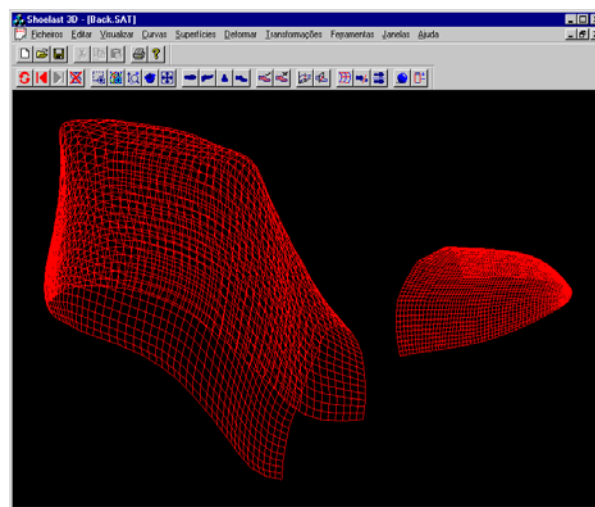 Shoelast 3D - [Back.SAT]
Ficheiros Editar Visualizar Curvas Superfícies Deformar Transformações Ferramentas Janelas Ajuda